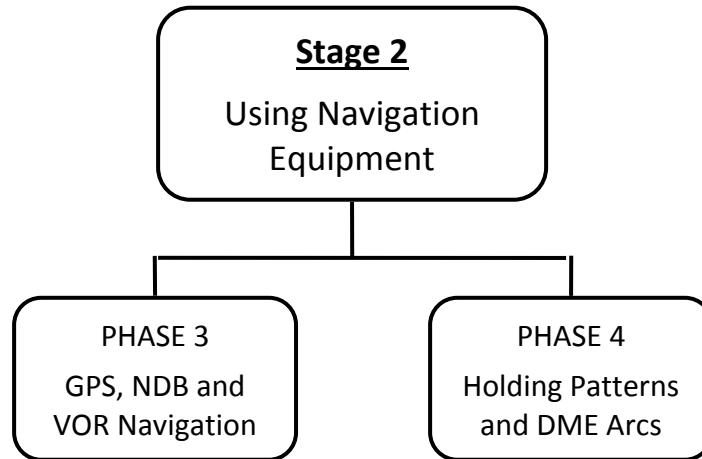 Stage 2
Using Navigation
Equipment
PHASE 3
GPS, NDB and
VOR Navigation
PHASE 4
Holding Patterns
and DME Arcs